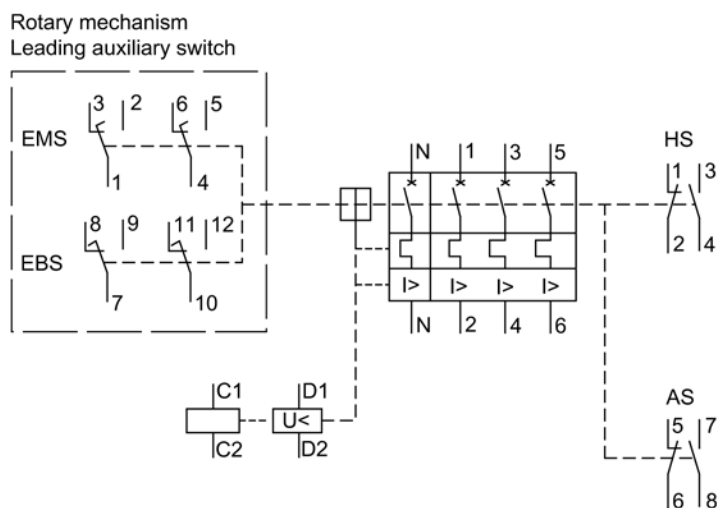 Rotary mechanism
Leading auxiliary switch
3 2 6 5
EMS
1 4
8 9 11 12
EBS
7 10
N 1 3 5
I> I> I> I>
N 2 4 6
HS
1 3
2 4
C1 D1
U<
C2 D2
AS
5 7
6 8